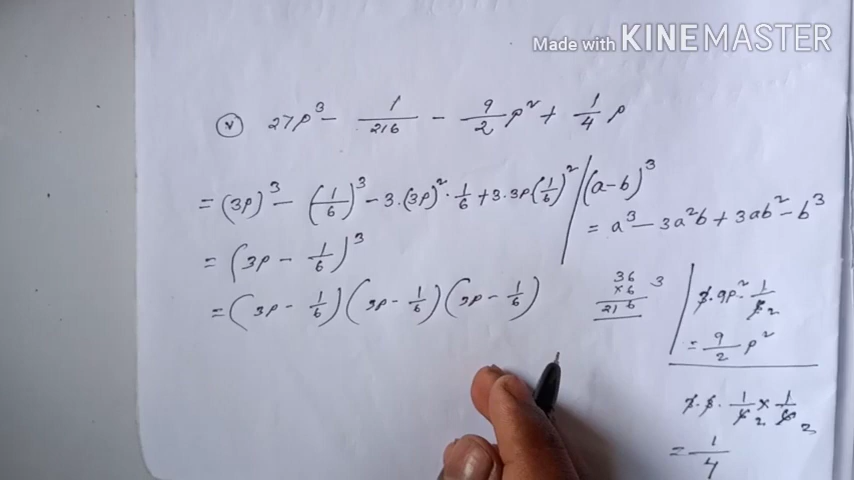 Made with KINEMASTER
(v) 27p³ - 1/216 - 9/2 p² + 1/4 p
= (3p)³ - (1/6)³ - 3.(3p)² . 1/6 + 3.3p(1/6)²
(a-b)³
= a³ - 3a²b + 3ab² - b³
= (3p - 1/6)³
= (3p - 1/6)(3p - 1/6)(3p - 1/6)
36
×6 3
216
3.9p². 1/6 2
= 9/2 p²
3.3. 1/6 2 × 1/6 2
= 1/4